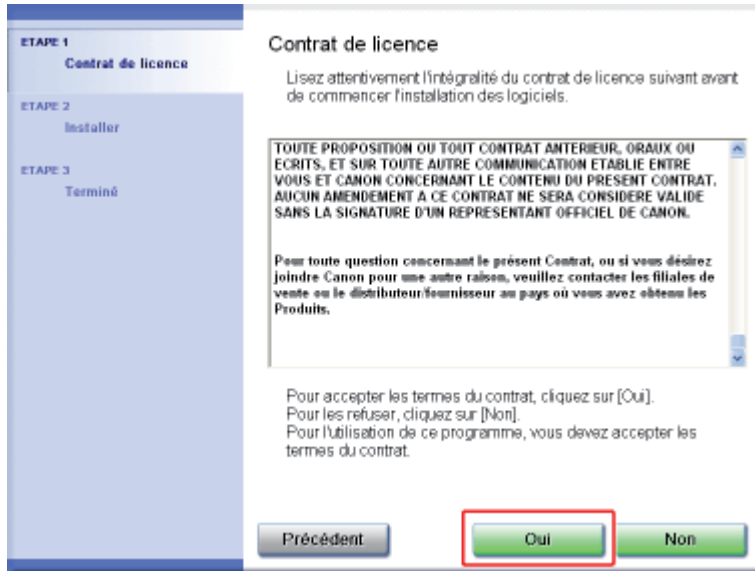 ETAPE 1
Contrat de licence
ETAPE 2
Installer
ETAPE 3
Terminé
Contrat de licence
Lisez attentivement l'intégralité du contrat de licence suivant avant
de commencer l'installation des logiciels.
TOUTE PROPOSITION OU TOUT CONTRAT ANTERIEUR, ORAUX OU
ECRITS, ET SUR TOUTE AUTRE COMMUNICATION ETABLIE ENTRE
VOUS ET CANON CONCERNANT LE CONTENU DU PRESENT CONTRAT.
AUCUN AMENDEMENT A CE CONTRAT NE SERA CONSIDERE VALIDE
SANS LA SIGNATURE D'UN REPRESENTANT OFFICIEL DE CANON.
Pour toute question concernant le présent Contrat, ou si vous désirez
joindre Canon pour une autre raison, veuillez contacter les filiales de
vente ou le distributeur/fournisseur au pays où vous avez obtenu les
Produits.
Pour accepter les termes du contrat, cliquez sur [Oui].
Pour les refuser, cliquez sur [Non].
Pour l'utilisation de ce programme, vous devez accepter les
termes du contrat.
Précédent
Oui
Non